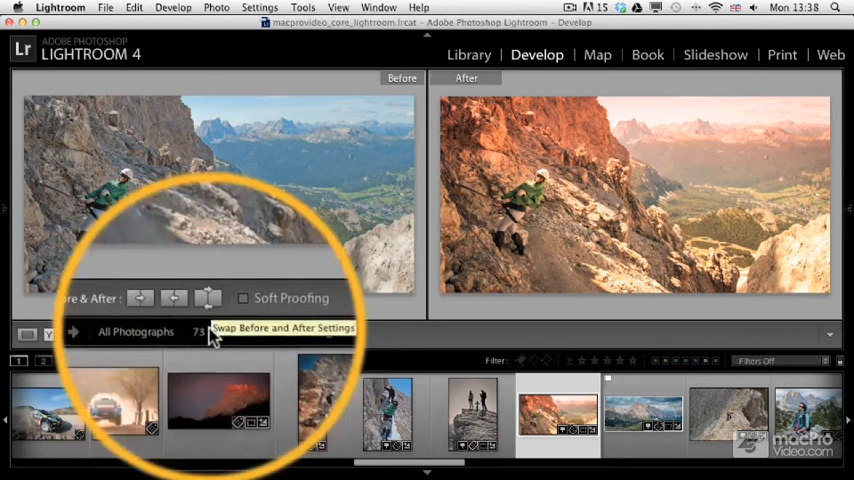 Lightroom File Edit Develop Photo Settings Tools View Window Help 15 Mon 13:38
macprovideo_core_lightroom.lrcat - Adobe Photoshop Lightroom - Develop
Lr ADOBE PHOTOSHOP
LIGHTROOM 4
Library | Develop | Map | Book | Slideshow | Print | Web
Before After
ore & After : Soft Proofing
All Photographs 73
Swap Before and After Settings
1 2 Filter : Filters Off
macPro
Video.com